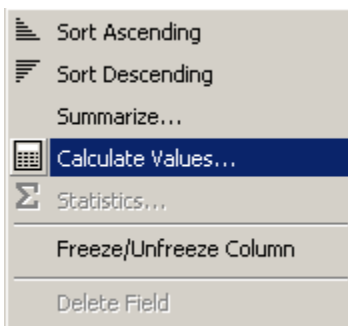 Sort Ascending
Sort Descending
Summarize...
Calculate Values...
Statistics...
Freeze/Unfreeze Column
Delete Field